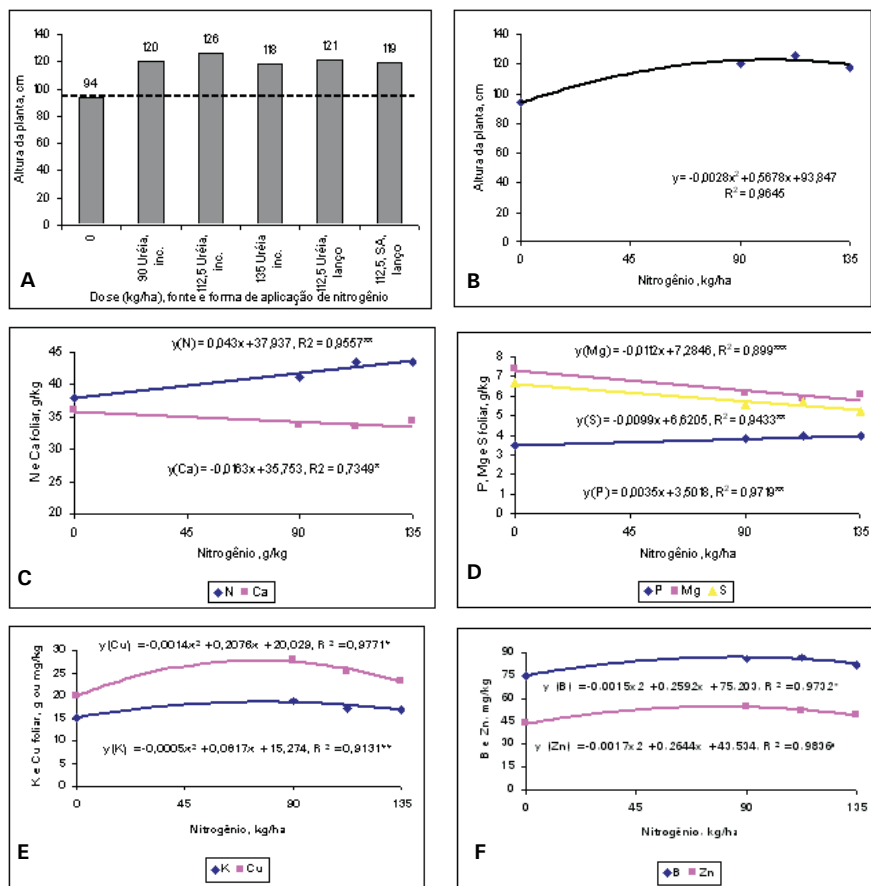 Altura da planta, cm
140
120
100
80
60
40
20
0
94
120
126
118
121
119
0
90 Uréia, inc.
112,5 Uréia, inc.
135 Uréia inc.
112,5 Uréia, lanço
112,5, SA, lanço
A
Dose (kg/ha), fonte e forma de aplicação de nitrogênio
Altura da planta, cm
140
120
100
80
60
40
20
0
y= -0,0028x² +0,5678x +93,847
R² = 0,9645
0
45
90
135
Nitrogênio, kg/ha
B
y(N) = 0,043x +37,937, R2 = 0,9557**
N e Ca foliar, g/kg
45
40
35
30
25
20
y(Ca) = -0,0163x +35,753, R2 = 0,7349*
0
45
90
135
Nitrogênio, g/kg
C
N
Ca
y(Mg) = -0,0112x +7,2846, R² = 0,899***
P, Mg e S foliar, g/kg
8
7
6
5
4
3
2
1
0
y(S) = -0,0099x +6,6205, R² =0,9433**
y(P) = 0,0035x +3,5018, R² =0,9719**
0
45
90
135
Nitrogênio, kg/ha
D
P
Mg
S
y(Cu) =-0,0014x² +0,2076x + 20,029, R² =0,9771*
K e Cu foliar, g ou mg/kg
30
25
20
15
10
5
0
y(K) =-0,0005x² +0,0617x +15,274, R² =0,9131**
0
45
90
135
Nitrogênio, kg/ha
E
K
Cu
B e Zn, mg/kg
90
75
60
45
30
15
0
y (B) = -0.0015x2 + 0.2592x + 75.203, R² = 0.9732*
y (Zn) = -0.0017x2 + 0.2644x + 43.534, R² = 0.9836*
0
45
90
135
Nitrogênio, kg/ha
F
B
Zn